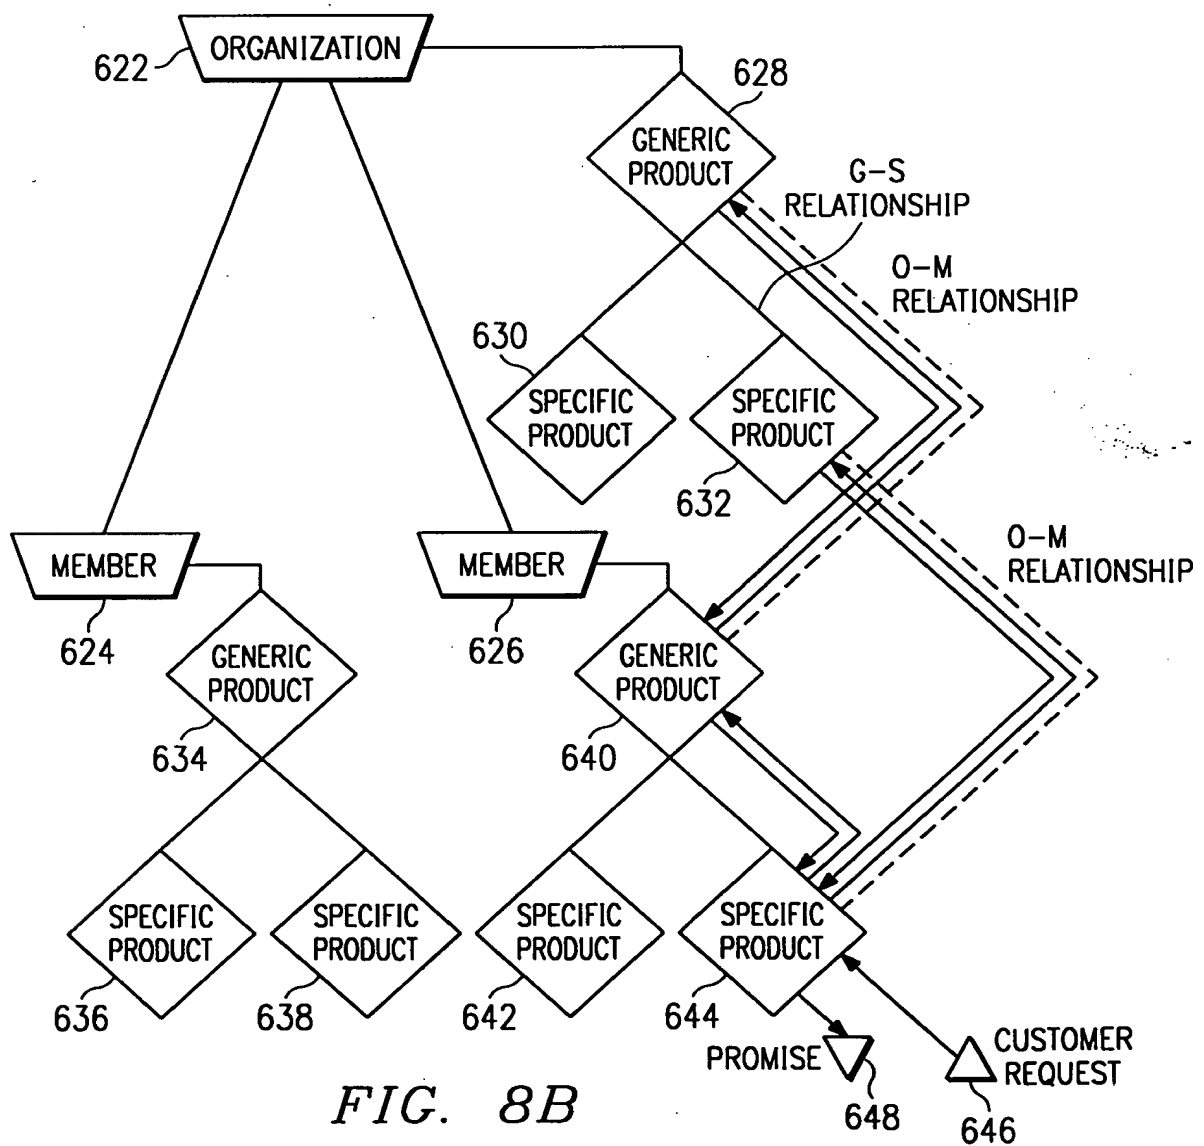 ORGANIZATION
622
628
GENERIC
PRODUCT
G-S
RELATIONSHIP
O-M
RELATIONSHIP
630
SPECIFIC
PRODUCT
SPECIFIC
PRODUCT
632
O-M
RELATIONSHIP
MEMBER
624
MEMBER
626
GENERIC
PRODUCT
634
GENERIC
PRODUCT
640
SPECIFIC
PRODUCT
636
SPECIFIC
PRODUCT
638
SPECIFIC
PRODUCT
642
SPECIFIC
PRODUCT
644
PROMISE
648
CUSTOMER
REQUEST
646
FIG. 8B